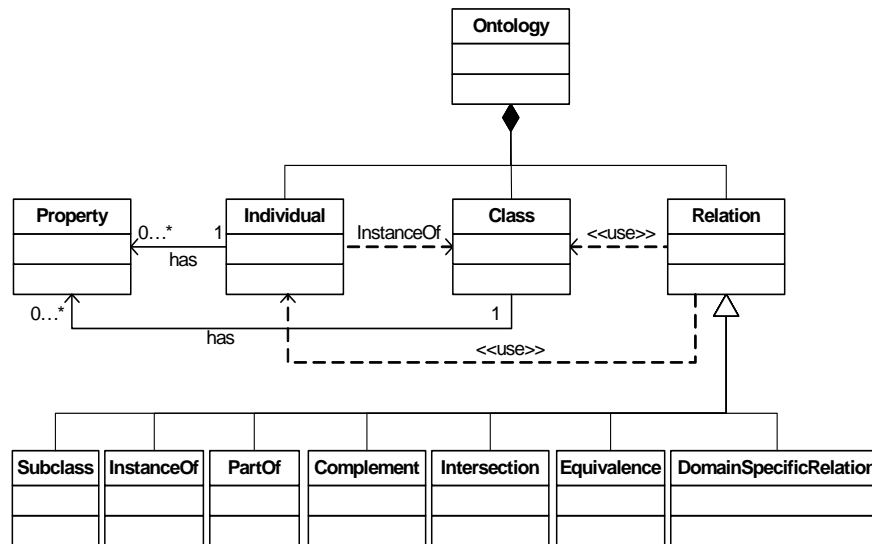 Ontology
Property
Individual
Class
Relation
0...*
1
InstanceOf
<<use>>
has
0...*
1
has
<<use>>
Subclass
InstanceOf
PartOf
Complement
Intersection
Equivalence
DomainSpecificRelation